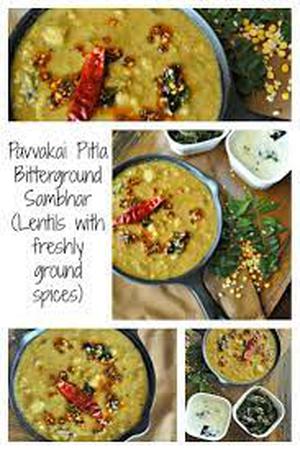 Pavvakai Pitla
Bitterground
Sambhar
(Lentils with
freshly
ground
spices)